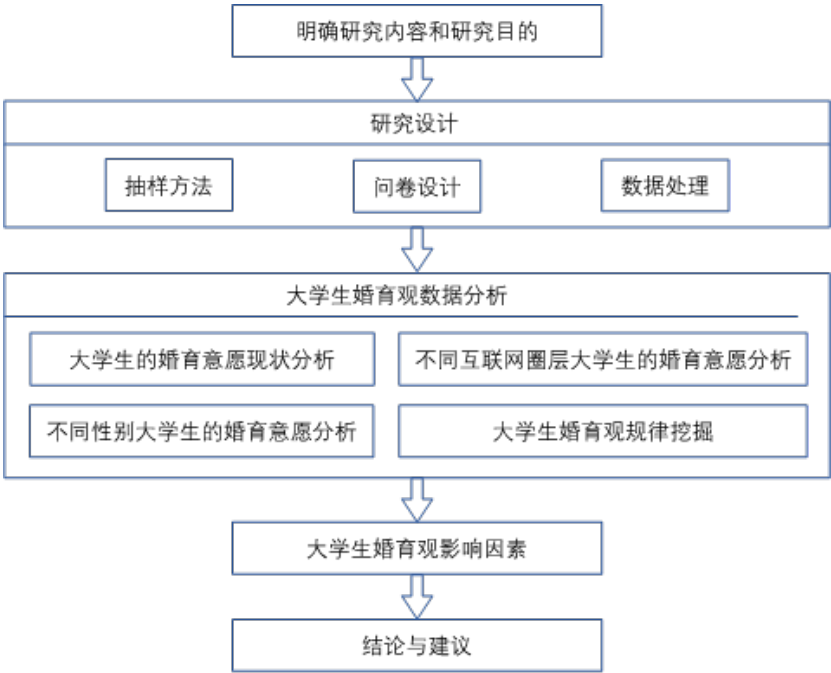 明确研究内容和研究目的
研究设计
抽样方法
问卷设计
数据处理
大学生婚育观数据分析
大学生的婚育意愿现状分析
不同互联网圈层大学生的婚育意愿分析
不同性别大学生的婚育意愿分析
大学生婚育观规律挖掘
大学生婚育观影响因素
结论与建议